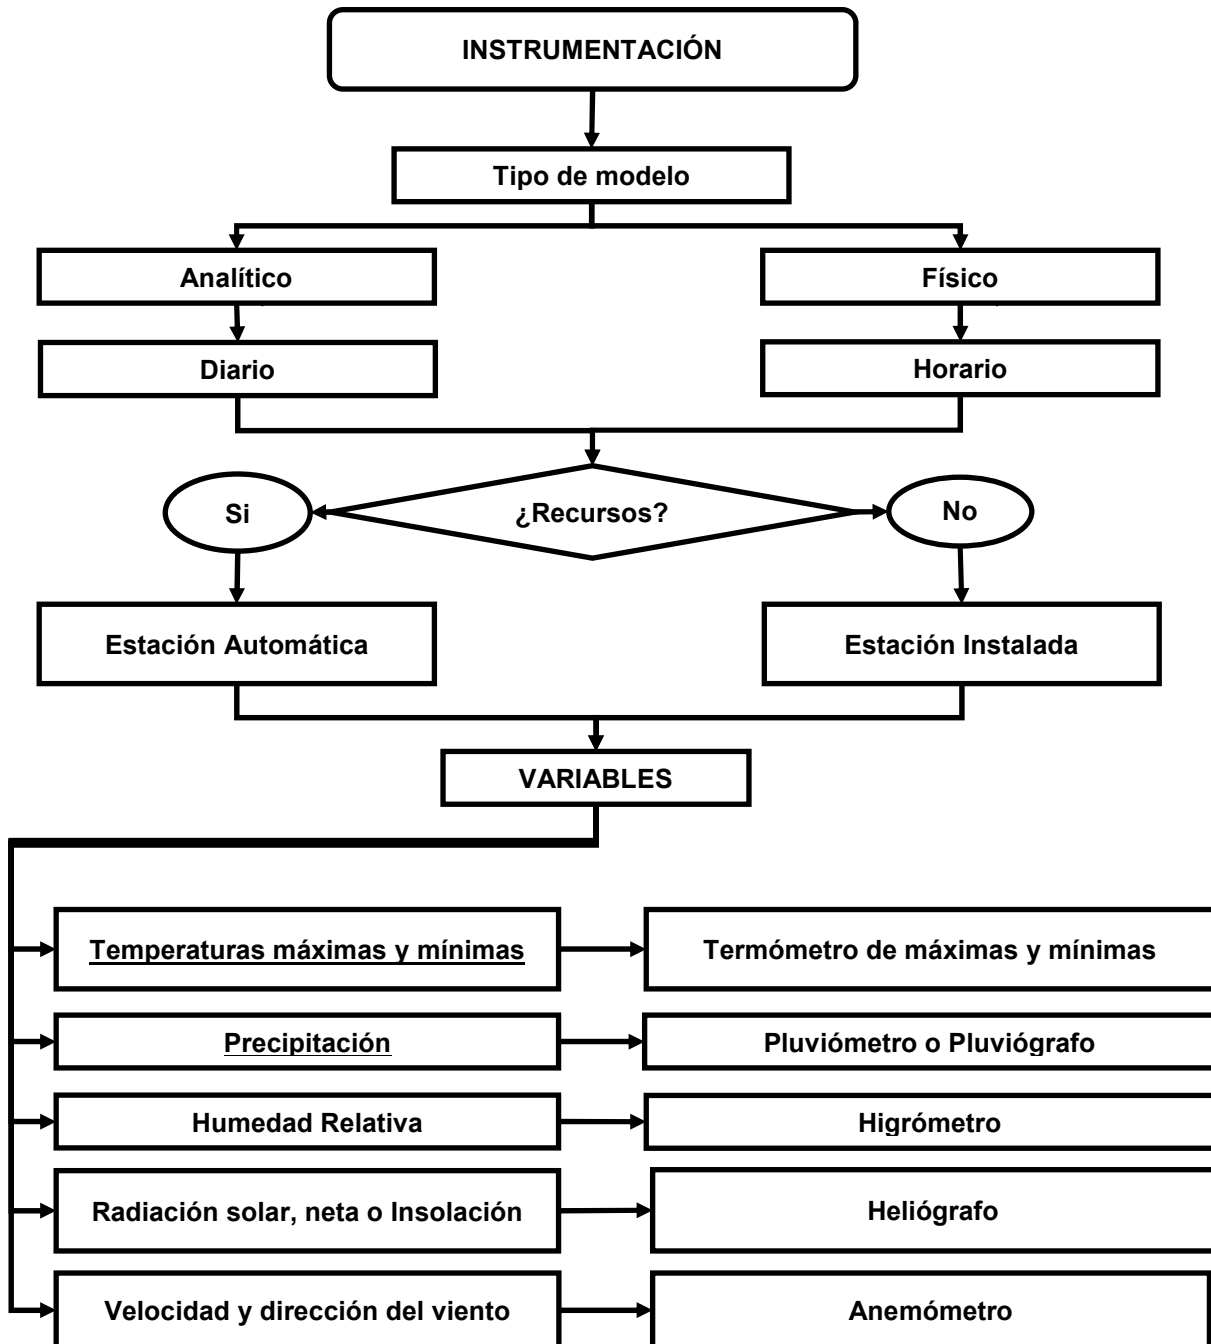 INSTRUMENTACIÓN
Tipo de modelo
Analítico
Físico
Diario
Horario
Si
¿Recursos?
No
Estación Automática
Estación Instalada
VARIABLES
Temperaturas máximas y mínimas
Termómetro de máximas y mínimas
Precipitación
Pluviómetro o Pluviógrafo
Humedad Relativa
Higrómetro
Radiación solar, neta o Insolación
Heliógrafo
Velocidad y dirección del viento
Anemómetro